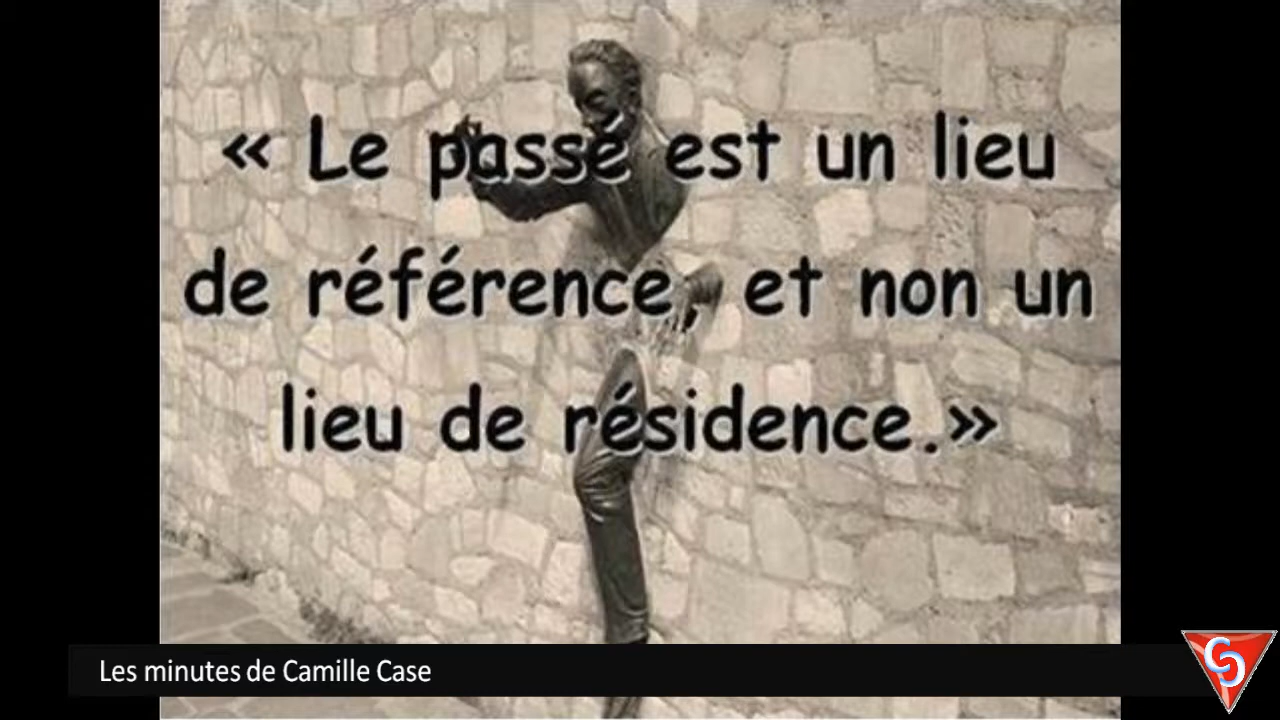 « Le passé est un lieu
de référence, et non un
lieu de résidence.»
Les minutes de Camille Case